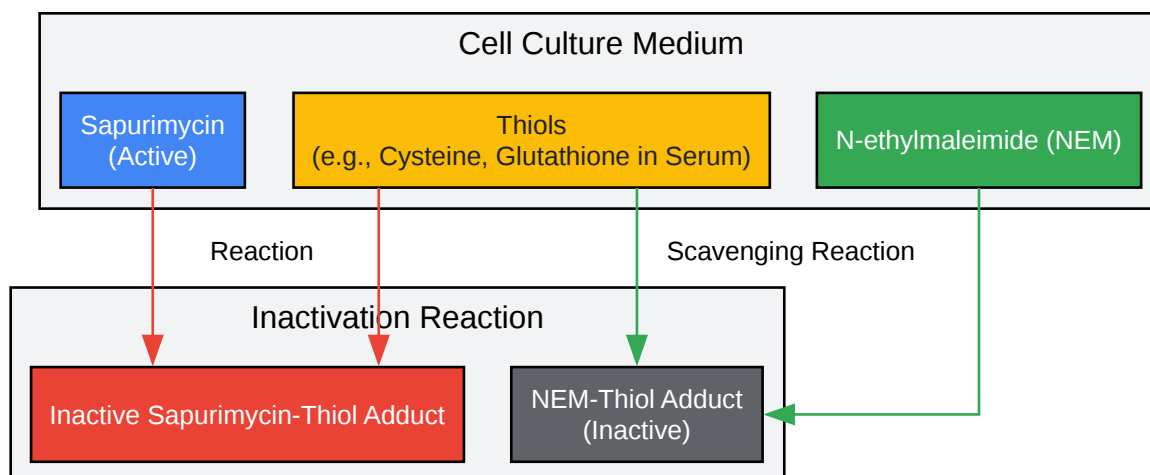 Cell Culture Medium
Sapurimycin
(Active)
Thiols
(e.g., Cysteine, Glutathione in Serum)
N-ethylmaleimide (NEM)
Reaction
Scavenging Reaction
Inactivation Reaction
Inactive Sapurimycin-Thiol Adduct
NEM-Thiol Adduct
(Inactive)